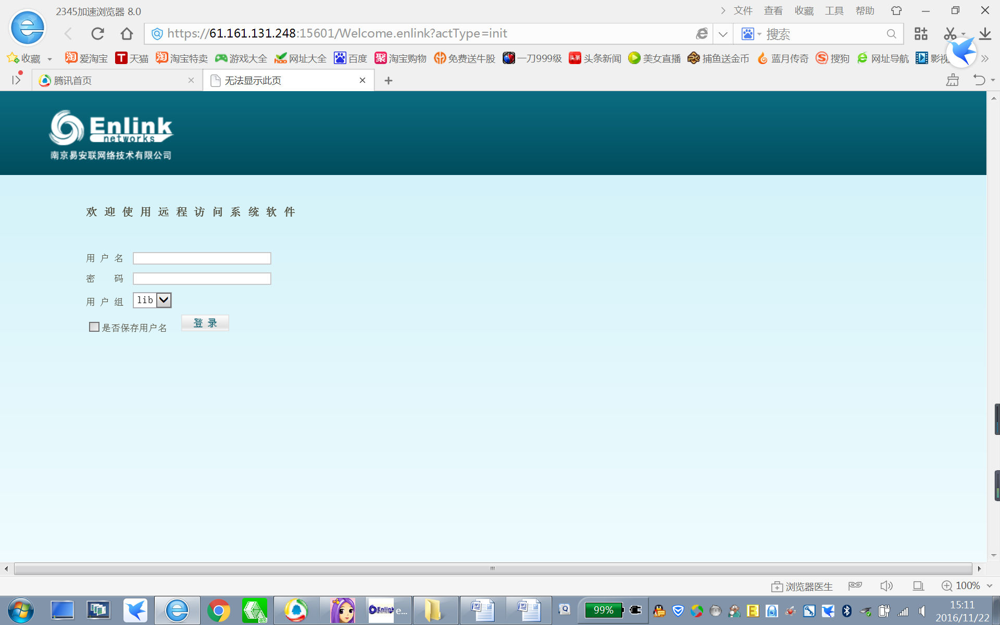 2345加速浏览器 8.0
文件 查看 收藏 工具 帮助
https://61.161.131.248:15601/Welcome.enlink?actType=init
搜索
收藏 爱淘宝 天猫 淘宝特卖 游戏大全 网址大全 百度 淘宝购物 免费送牛股 一刀999级 头条新闻 美女直播 捕鱼送金币 蓝月传奇 搜狗 网址导航 影视
腾讯首页
无法显示此页
Enlink
networks
南京易安联网络技术有限公司
欢迎使用远程访问系统软件
用户名
密 码
用户组 lib
是否保存用户名 登录
浏览器医生
100%
e...
99%
15:11
2016/11/22